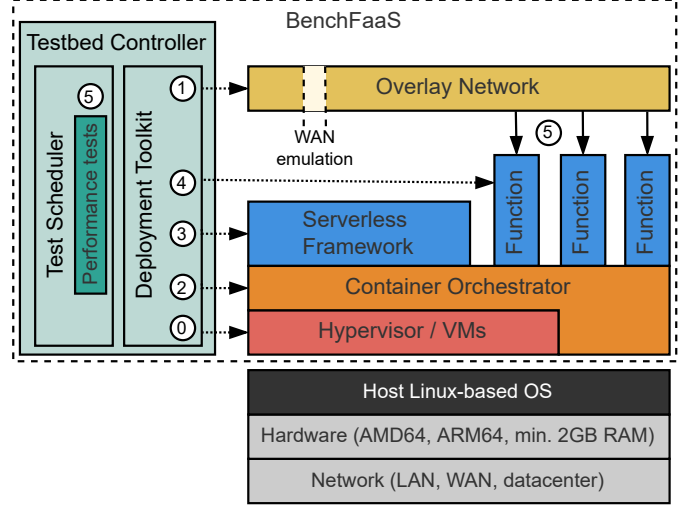 BenchFaaS
Testbed Controller
Test Scheduler
5
Performance tests
Deployment Toolkit
1
Overlay Network
WAN
emulation
5
4
Function
Function
Function
3
Serverless
Framework
2
Container Orchestrator
0
Hypervisor / VMs
Host Linux-based OS
Hardware (AMD64, ARM64, min. 2GB RAM)
Network (LAN, WAN, datacenter)